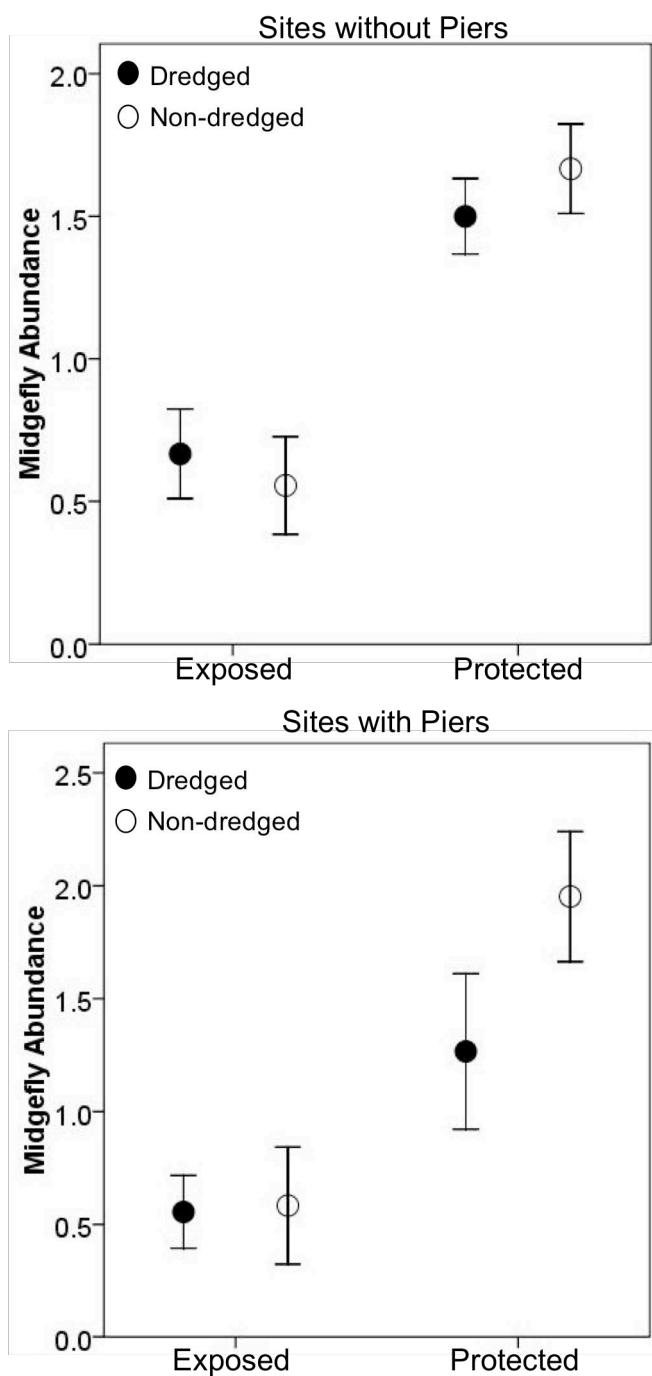 Sites without Piers
Dredged
Non-dredged
Midgefly Abundance
2.0
1.5
1.0
0.5
0.0
Exposed Protected
Sites with Piers
Dredged
Non-dredged
Midgefly Abundance
2.5
2.0
1.5
1.0
0.5
0.0
Exposed Protected